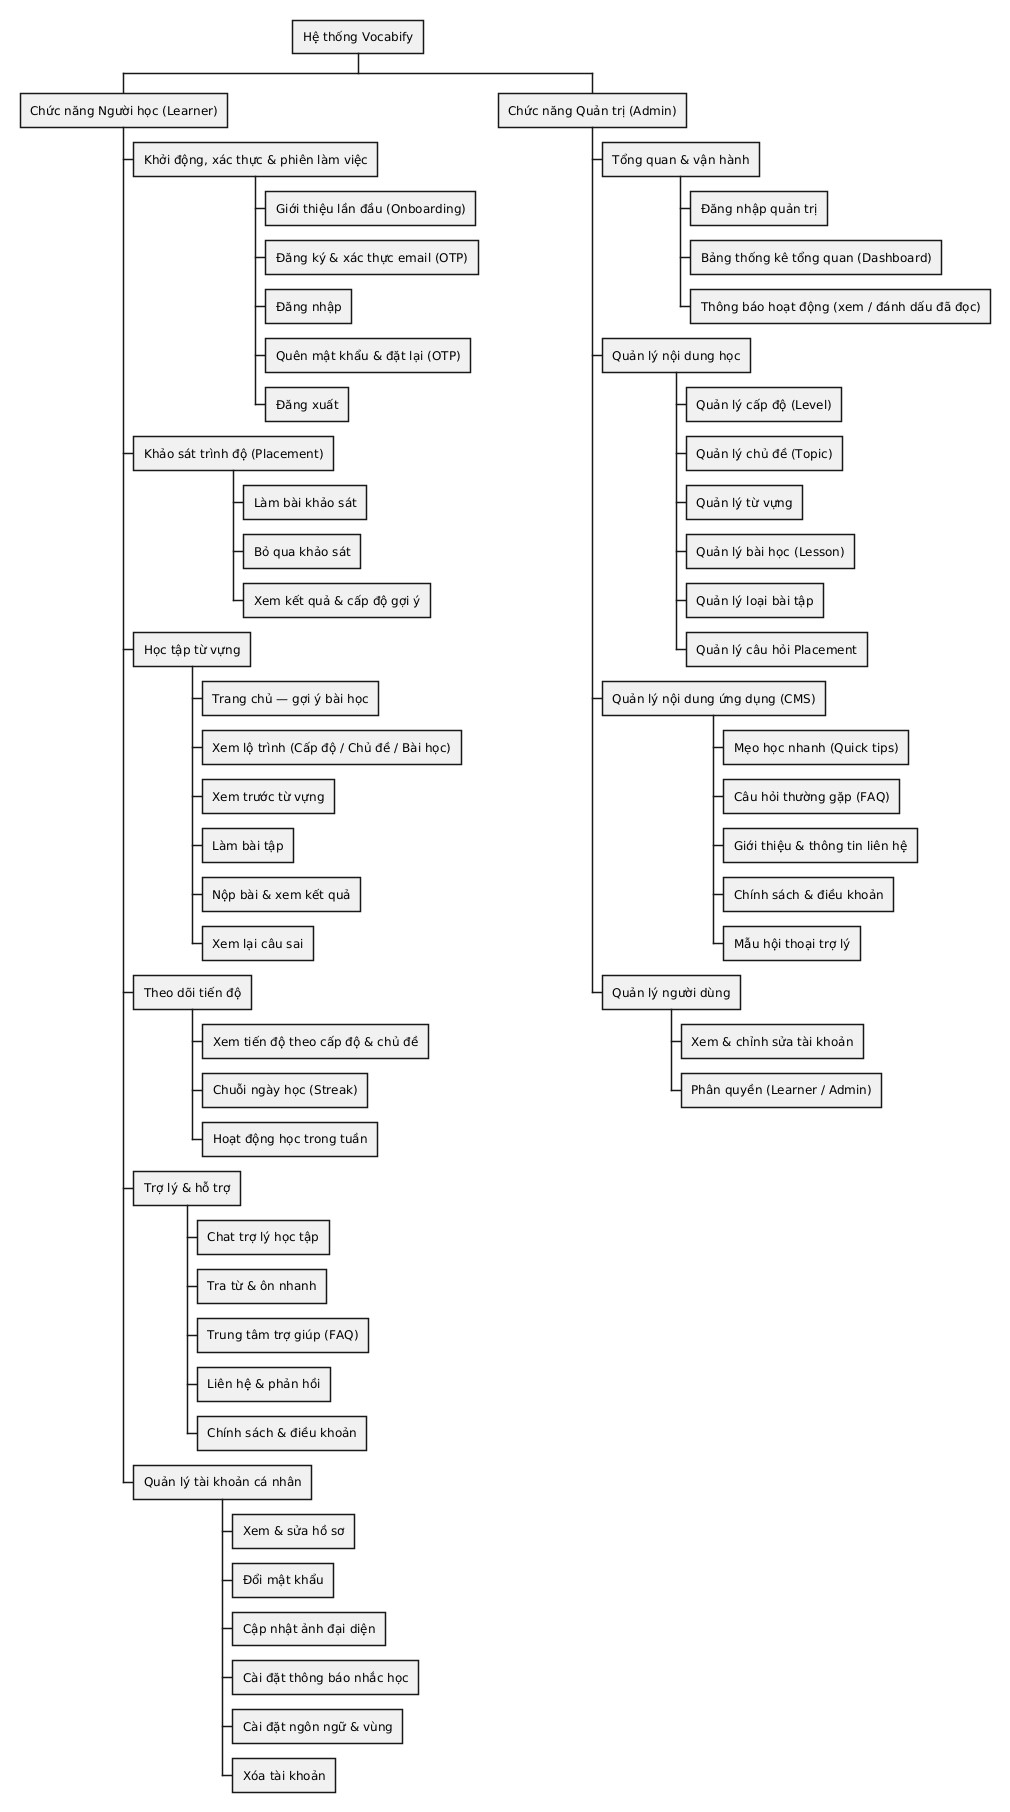 Hệ thống Vocabify
Chức năng Người học (Learner)
Khởi động, xác thực & phiên làm việc
Giới thiệu lần đầu (Onboarding)
Đăng ký & xác thực email (OTP)
Đăng nhập
Quên mật khẩu & đặt lại (OTP)
Đăng xuất
Khảo sát trình độ (Placement)
Làm bài khảo sát
Bỏ qua khảo sát
Xem kết quả & cấp độ gợi ý
Học tập từ vựng
Trang chủ — gợi ý bài học
Xem lộ trình (Cấp độ / Chủ đề / Bài học)
Xem trước từ vựng
Làm bài tập
Nộp bài & xem kết quả
Xem lại câu sai
Theo dõi tiến độ
Xem tiến độ theo cấp độ & chủ đề
Chuỗi ngày học (Streak)
Hoạt động học trong tuần
Trợ lý & hỗ trợ
Chat trợ lý học tập
Tra từ & ôn nhanh
Trung tâm trợ giúp (FAQ)
Liên hệ & phản hồi
Chính sách & điều khoản
Quản lý tài khoản cá nhân
Xem & sửa hồ sơ
Đổi mật khẩu
Cập nhật ảnh đại diện
Cài đặt thông báo nhắc học
Cài đặt ngôn ngữ & vùng
Xóa tài khoản
Chức năng Quản trị (Admin)
Tổng quan & vận hành
Đăng nhập quản trị
Bảng thống kê tổng quan (Dashboard)
Thông báo hoạt động (xem / đánh dấu đã đọc)
Quản lý nội dung học
Quản lý cấp độ (Level)
Quản lý chủ đề (Topic)
Quản lý từ vựng
Quản lý bài học (Lesson)
Quản lý loại bài tập
Quản lý câu hỏi Placement
Quản lý nội dung ứng dụng (CMS)
Mẹo học nhanh (Quick tips)
Câu hỏi thường gặp (FAQ)
Giới thiệu & thông tin liên hệ
Chính sách & điều khoản
Mẫu hội thoại trợ lý
Quản lý người dùng
Xem & chỉnh sửa tài khoản
Phân quyền (Learner / Admin)